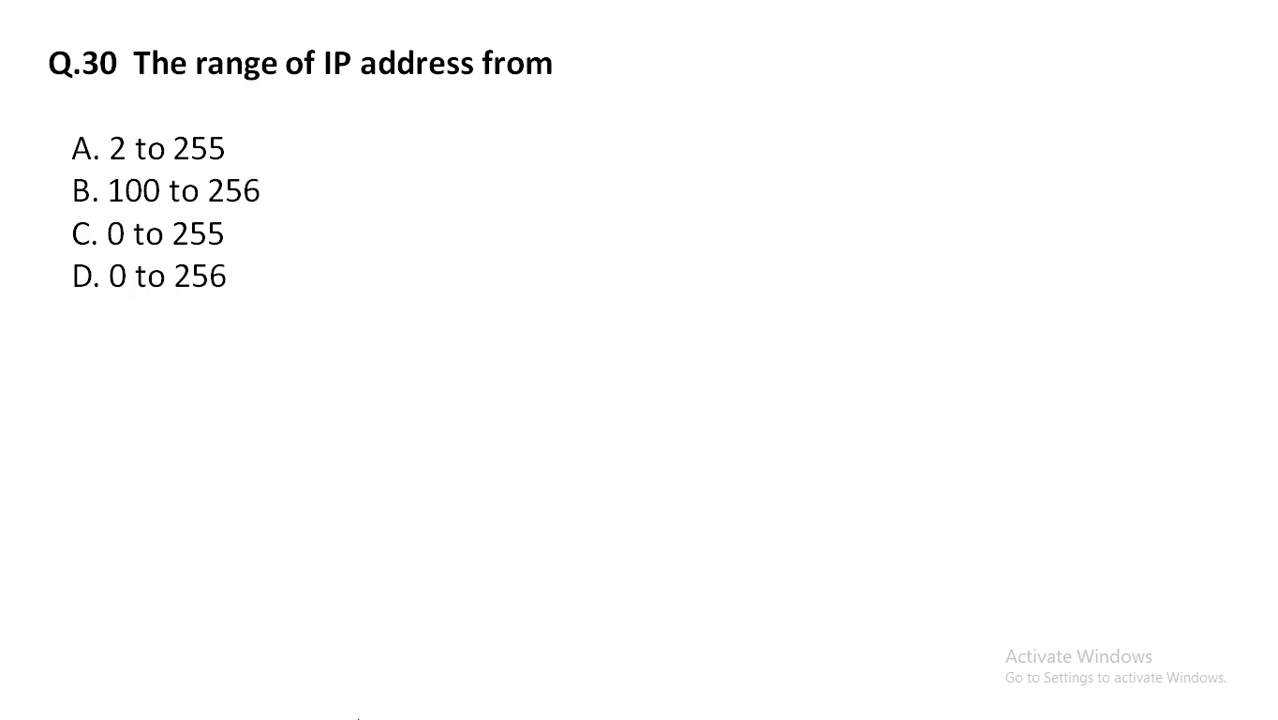 Q.30 The range of IP address from
A. 2 to 255
B. 100 to 256
C. 0 to 255
D. 0 to 256
Activate Windows
Go to Settings to activate Windows.